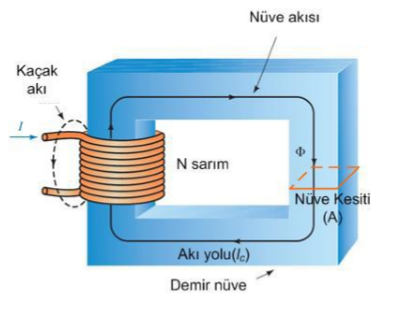 Nüve akısı
Kaçak
akı
I
N sarım
Φ
Nüve Kesiti
(A)
Akı yolu(lc)
Demir nüve